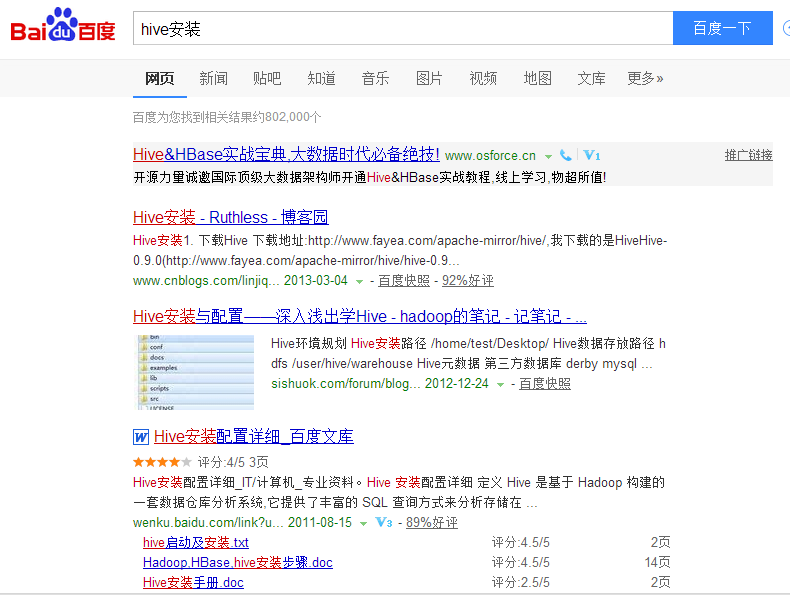 Bai du 百度
hive安装
百度一下
网页 新闻 贴吧 知道 音乐 图片 视频 地图 文库 更多»
百度为您找到相关结果约802,000个
Hive&HBase实战宝典,大数据时代必备绝技! www.osforce.cn V1 推广链接
开源力量诚邀国际顶级大数据架构师开通Hive&HBase实战教程,线上学习,物超所值!
Hive安装 - Ruthless - 博客园
Hive安装1. 下载Hive 下载地址:http://www.fayea.com/apache-mirror/hive/,我下载的是HiveHive-
0.9.0(http://www.fayea.com/apache-mirror/hive/hive-0.9...
www.cnblogs.com/linjiq... 2013-03-04 - 百度快照 - 92%好评
Hive安装与配置——深入浅出学Hive - hadoop的笔记 - 记笔记 - ...
bin
conf
docs
examples
lib
scripts
src
LICENSE
Hive环境规划 Hive安装路径 /home/test/Desktop/ Hive数据存放路径 h
dfs /user/hive/warehouse Hive元数据 第三方数据库 derby mysql ...
sishuok.com/forum/blog... 2012-12-24 - 百度快照
W Hive安装配置详细_百度文库
评分:4/5 3页
Hive安装配置详细_IT/计算机_专业资料。Hive 安装配置详细 定义 Hive 是基于 Hadoop 构建的
一套数据仓库分析系统,它提供了丰富的 SQL 查询方式来分析存储在 ...
wenku.baidu.com/link?u... 2011-08-15 V3 - 89%好评
hive启动及安装.txt 评分:4.5/5 2页
Hadoop,HBase,hive安装步骤.doc 评分:4.5/5 14页
Hive安装手册.doc 评分:2.5/5 2页